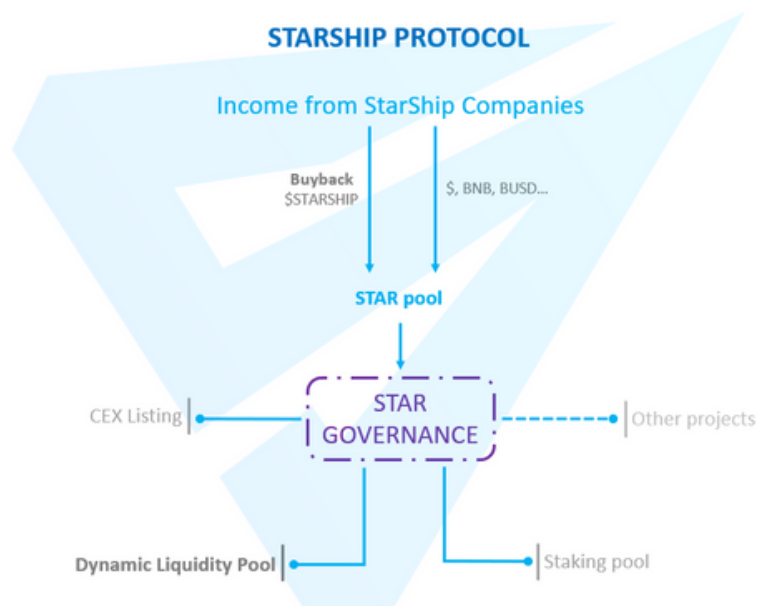 STARSHIP PROTOCOL
Income from StarShip Companies
Buyback
$STARSHIP
$, BNB, BUSD...
STAR pool
STAR
GOVERNANCE
CEX Listing
Other projects
Dynamic Liquidity Pool
Staking pool